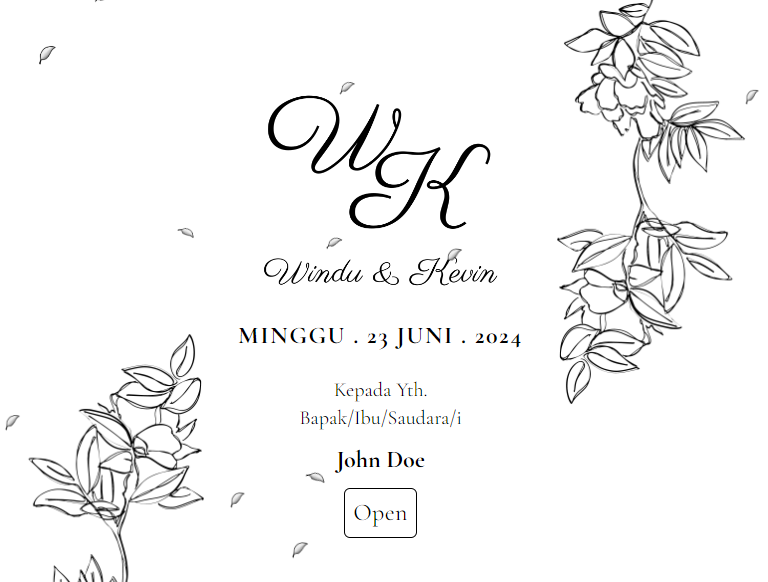 WK
Windu & Kevin
MINGGU . 23 JUNI . 2024
Kepada Yth.
Bapak/Ibu/Saudara/i
John Doe
Open